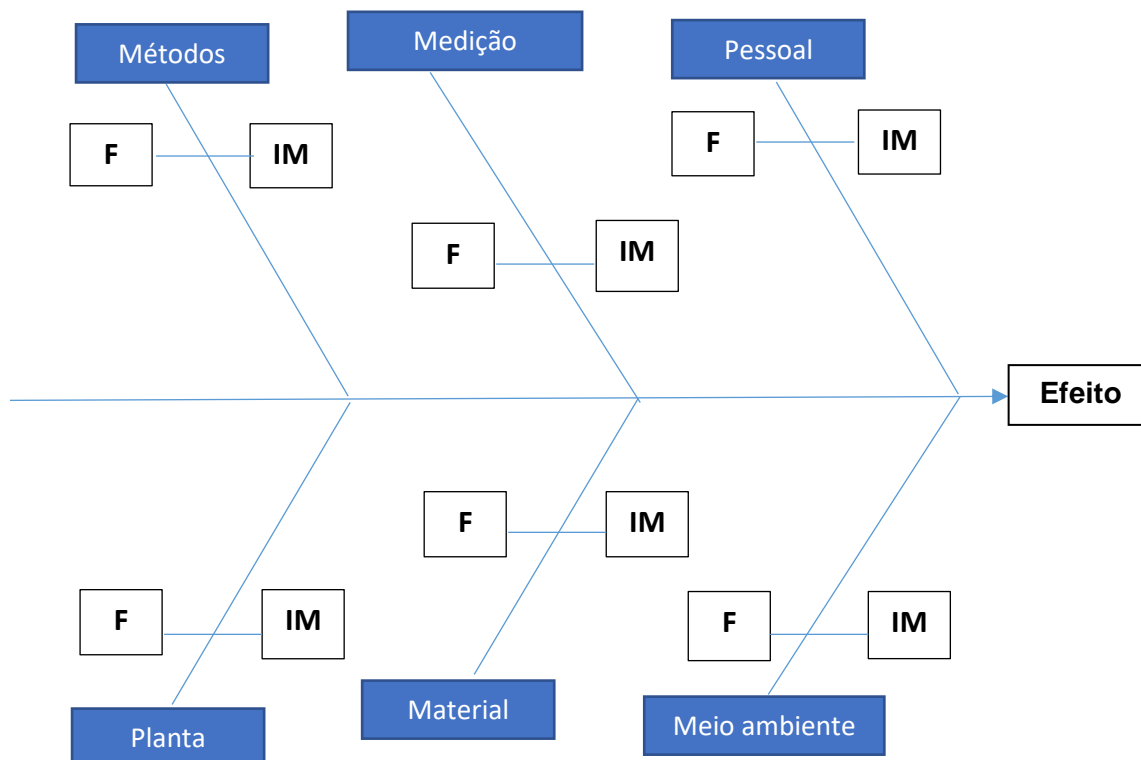 Métodos
Medição
Pessoal
F
IM
F
IM
F
IM
Efeito
F
IM
F
IM
F
IM
Planta
Material
Meio ambiente